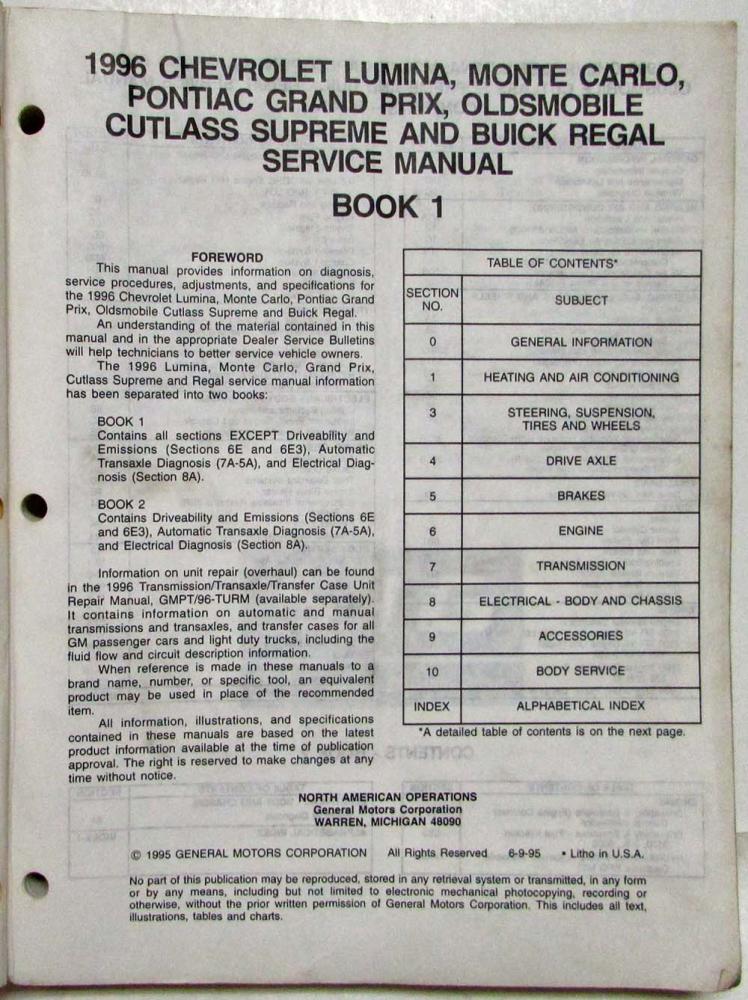 1996 CHEVROLET LUMINA, MONTE CARLO,
PONTIAC GRAND PRIX, OLDSMOBILE
CUTLASS SUPREME AND BUICK REGAL
SERVICE MANUAL
BOOK 1
FOREWORD
This manual provides information on diagnosis,
service procedures, adjustments, and specifications for
the 1996 Chevrolet Lumina, Monte Carlo, Pontiac Grand
Prix, Oldsmobile Cutlass Supreme and Buick Regal.
An understanding of the material contained in this
manual and in the appropriate Dealer Service Bulletins
will help technicians to better service vehicle owners.
The 1996 Lumina, Monte Carlo, Grand Prix,
Cutlass Supreme and Regal service manual information
has been separated into two books:
BOOK 1
Contains all sections EXCEPT Driveability and
Emissions (Sections 6E and 6E3), Automatic
Transaxle Diagnosis (7A-5A), and Electrical Diag-
nosis (Section 8A).
BOOK 2
Contains Driveability and Emissions (Sections 6E
and 6E3), Automatic Transaxle Diagnosis (7A-5A),
and Electrical Diagnosis (Section 8A).
Information on unit repair (overhaul) can be found
in the 1996 Transmission/Transaxle/Transfer Case Unit
Repair Manual, GMPT/96-TURM (available separately).
It contains information on automatic and manual
transmissions and transaxles, and transfer cases for all
GM passenger cars and light duty trucks, including the
fluid flow and circuit description information.
When reference is made in these manuals to a
brand name, number, or specific tool, an equivalent
product may be used in place of the recommended
item.
All information, illustrations, and specifications
contained in these manuals are based on the latest
product information available at the time of publication
approval. The right is reserved to make changes at any
time without notice.
TABLE OF CONTENTS*
SECTION NO. SUBJECT
0 GENERAL INFORMATION
1 HEATING AND AIR CONDITIONING
3 STEERING, SUSPENSION,
TIRES AND WHEELS
4 DRIVE AXLE
5 BRAKES
6 ENGINE
7 TRANSMISSION
8 ELECTRICAL - BODY AND CHASSIS
9 ACCESSORIES
10 BODY SERVICE
INDEX ALPHABETICAL INDEX
*A detailed table of contents is on the next page.
NORTH AMERICAN OPERATIONS
General Motors Corporation
WARREN, MICHIGAN 48090
© 1995 GENERAL MOTORS CORPORATION All Rights Reserved 6-9-95 • Litho in U.S.A.
No part of this publication may be reproduced, stored in any retrieval system or transmitted, in any form
or by any means, including but not limited to electronic mechanical photocopying, recording or
otherwise, without the prior written permission of General Motors Corporation. This includes all text,
illustrations, tables and charts.